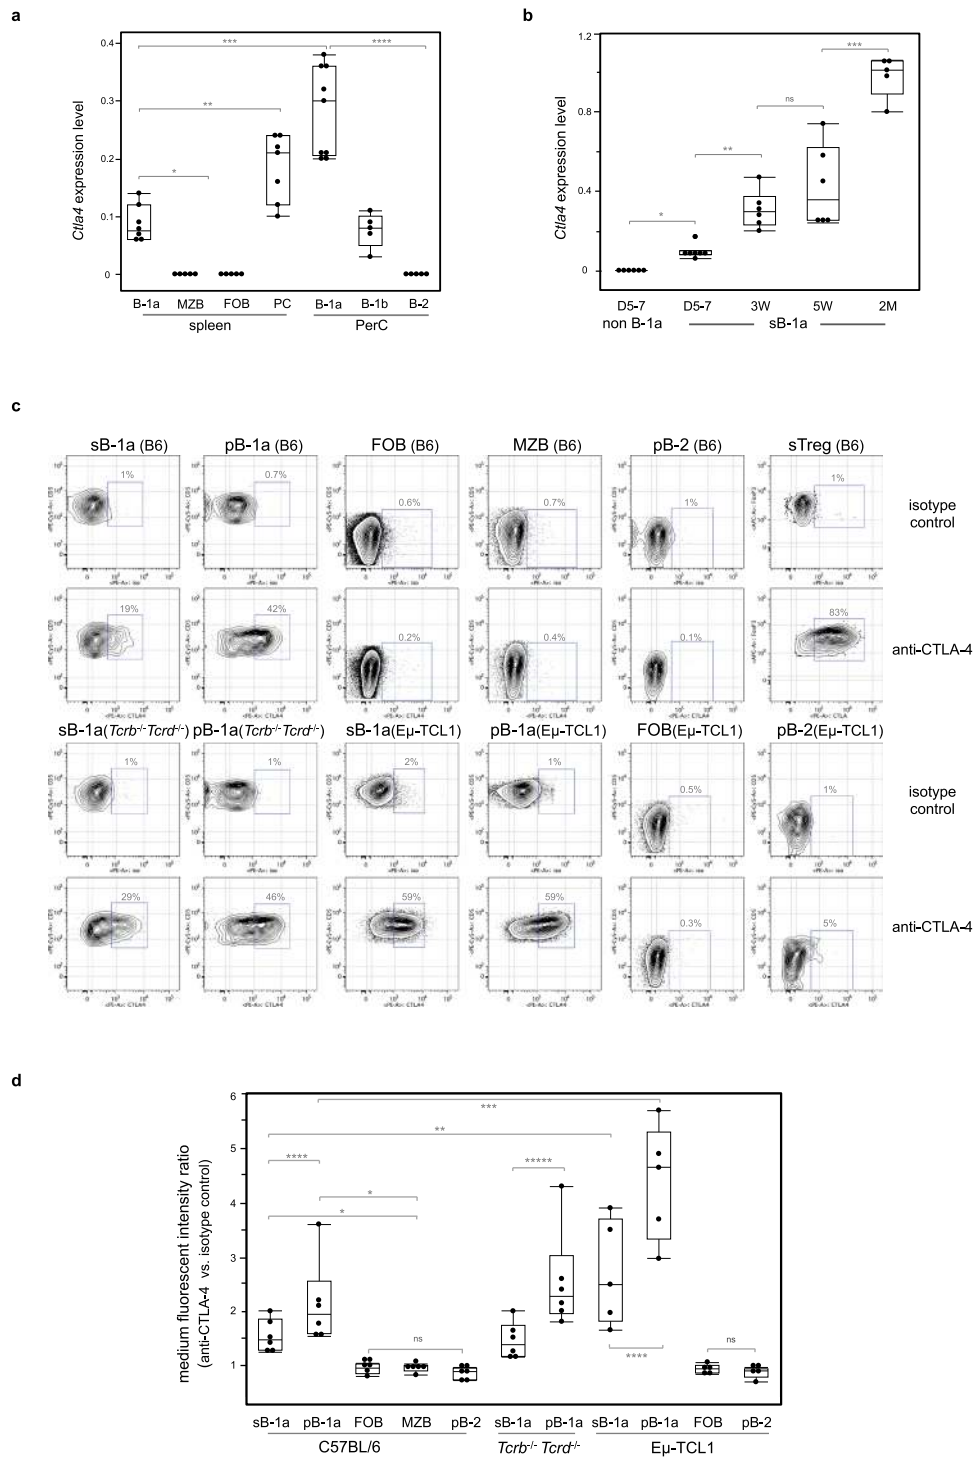 a
Ctla4 expression level
0.4
0.3
0.2
0.1
0
***
****
**
*
B-1a MZB FOB PC B-1a B-1b B-2
spleen PerC
b
Ctla4 expression level
1.2
0.8
0.4
0
***
ns
**
*
D5-7 D5-7 3W 5W 2M
non B-1a sB-1a
c
sB-1a (B6) pB-1a (B6) FOB (B6) MZB (B6) pB-2 (B6) sTreg (B6)
1% 0.7% 0.6% 0.7% 1% 1%
isotype
control
19% 42% 0.2% 0.4% 0.1% 83%
anti-CTLA-4
sB-1a(Tcrb-/-Tcrd-/-) pB-1a(Tcrb-/-Tcrd-/-) sB-1a(Eµ-TCL1) pB-1a(Eµ-TCL1) FOB(Eµ-TCL1) pB-2(Eµ-TCL1)
1% 1% 2% 1% 0.5% 1%
isotype
control
29% 46% 59% 59% 0.3% 5%
anti-CTLA-4
d
medium fluorescent intensity ratio
(anti-CTLA-4 vs. isotype control)
6
5
4
3
2
1
***
**
****
*****
*
*
ns
****
ns
sB-1a pB-1a FOB MZB pB-2 sB-1a pB-1a sB-1a pB-1a FOB pB-2
C57BL/6 Tcrb-/- Tcrd-/- Eµ-TCL1